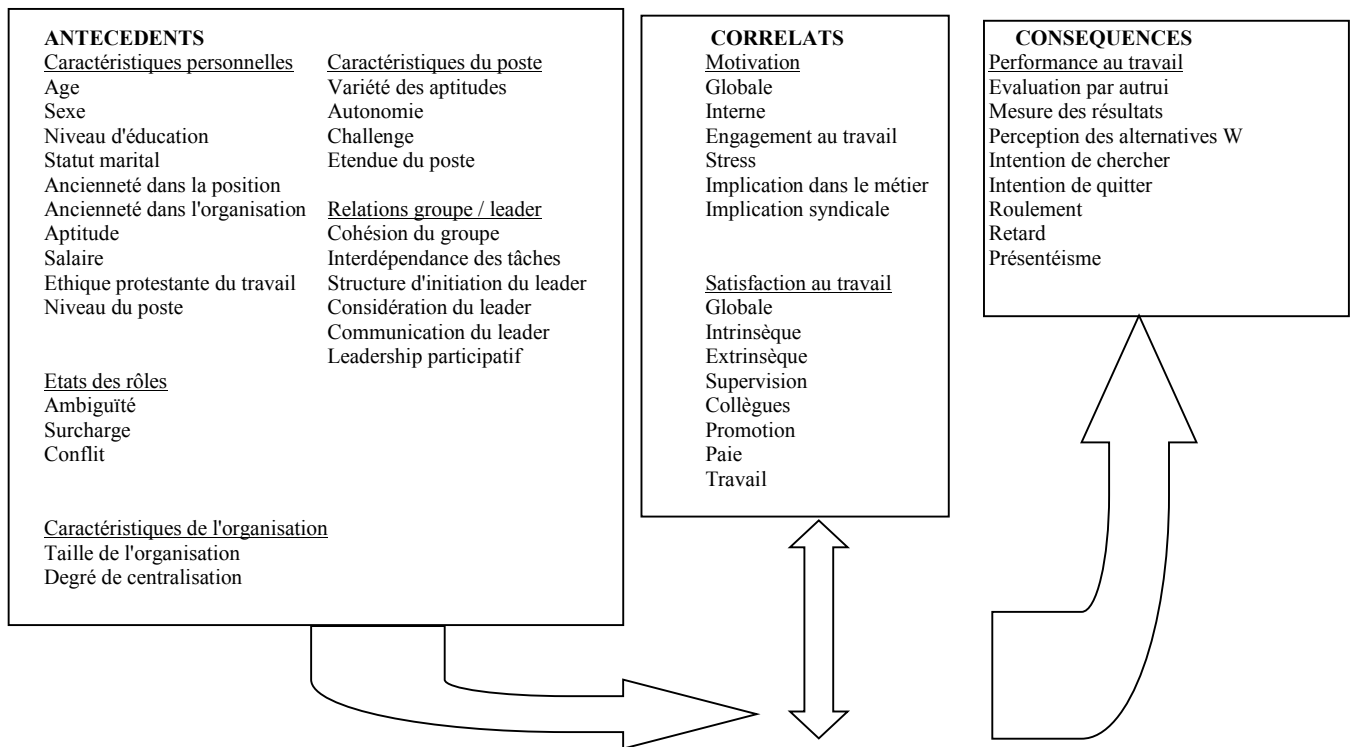 ANTECEDENTS
Caractéristiques personnelles
Age
Sexe
Niveau d'éducation
Statut marital
Ancienneté dans la position
Ancienneté dans l'organisation
Aptitude
Salaire
Ethique protestante du travail
Niveau du poste
Etats des rôles
Ambiguïté
Surcharge
Conflit
Caractéristiques de l'organisation
Taille de l'organisation
Degré de centralisation
Caractéristiques du poste
Variété des aptitudes
Autonomie
Challenge
Etendue du poste
Relations groupe / leader
Cohésion du groupe
Interdépendance des tâches
Structure d'initiation du leader
Considération du leader
Communication du leader
Leadership participatif
CORRELATS
Motivation
Globale
Interne
Engagement au travail
Stress
Implication dans le métier
Implication syndicale
Satisfaction au travail
Globale
Intrinsèque
Extrinsèque
Supervision
Collègues
Promotion
Paie
Travail
CONSEQUENCES
Performance au travail
Evaluation par autrui
Mesure des résultats
Perception des alternatives W
Intention de chercher
Intention de quitter
Roulement
Retard
Présentéisme